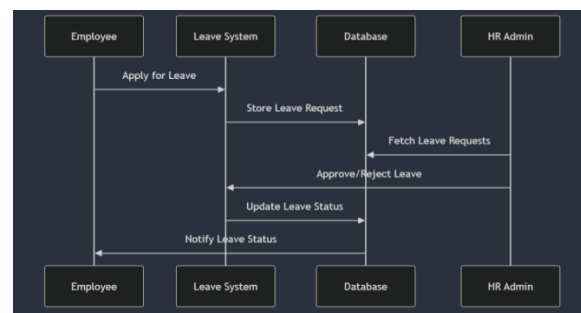 Employee
Leave System
Database
HR Admin
Apply for Leave
Store Leave Request
Fetch Leave Requests
Approve/Reject Leave
Update Leave Status
Notify Leave Status
Employee
Leave System
Database
HR Admin